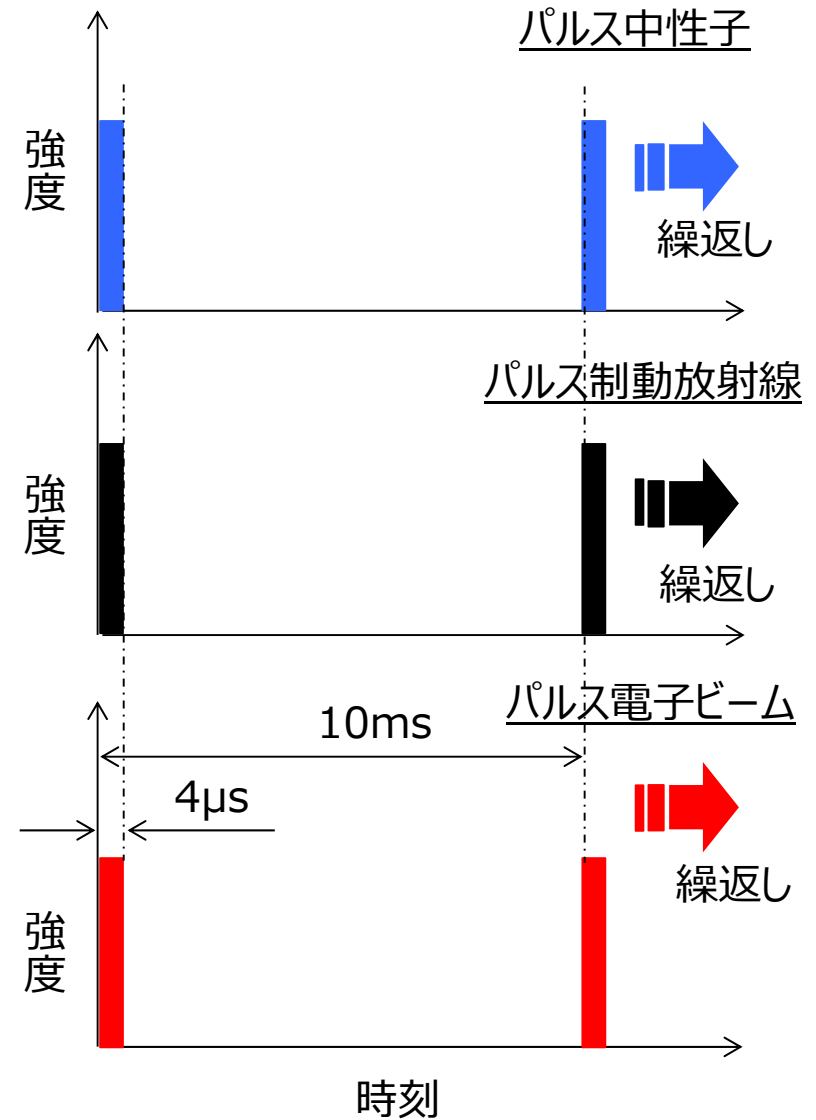 パルス中性子
強度
繰返し
パルス制動放射線
強度
繰返し
パルス電子ビーム
10ms
4μs
繰返し
強度
時刻